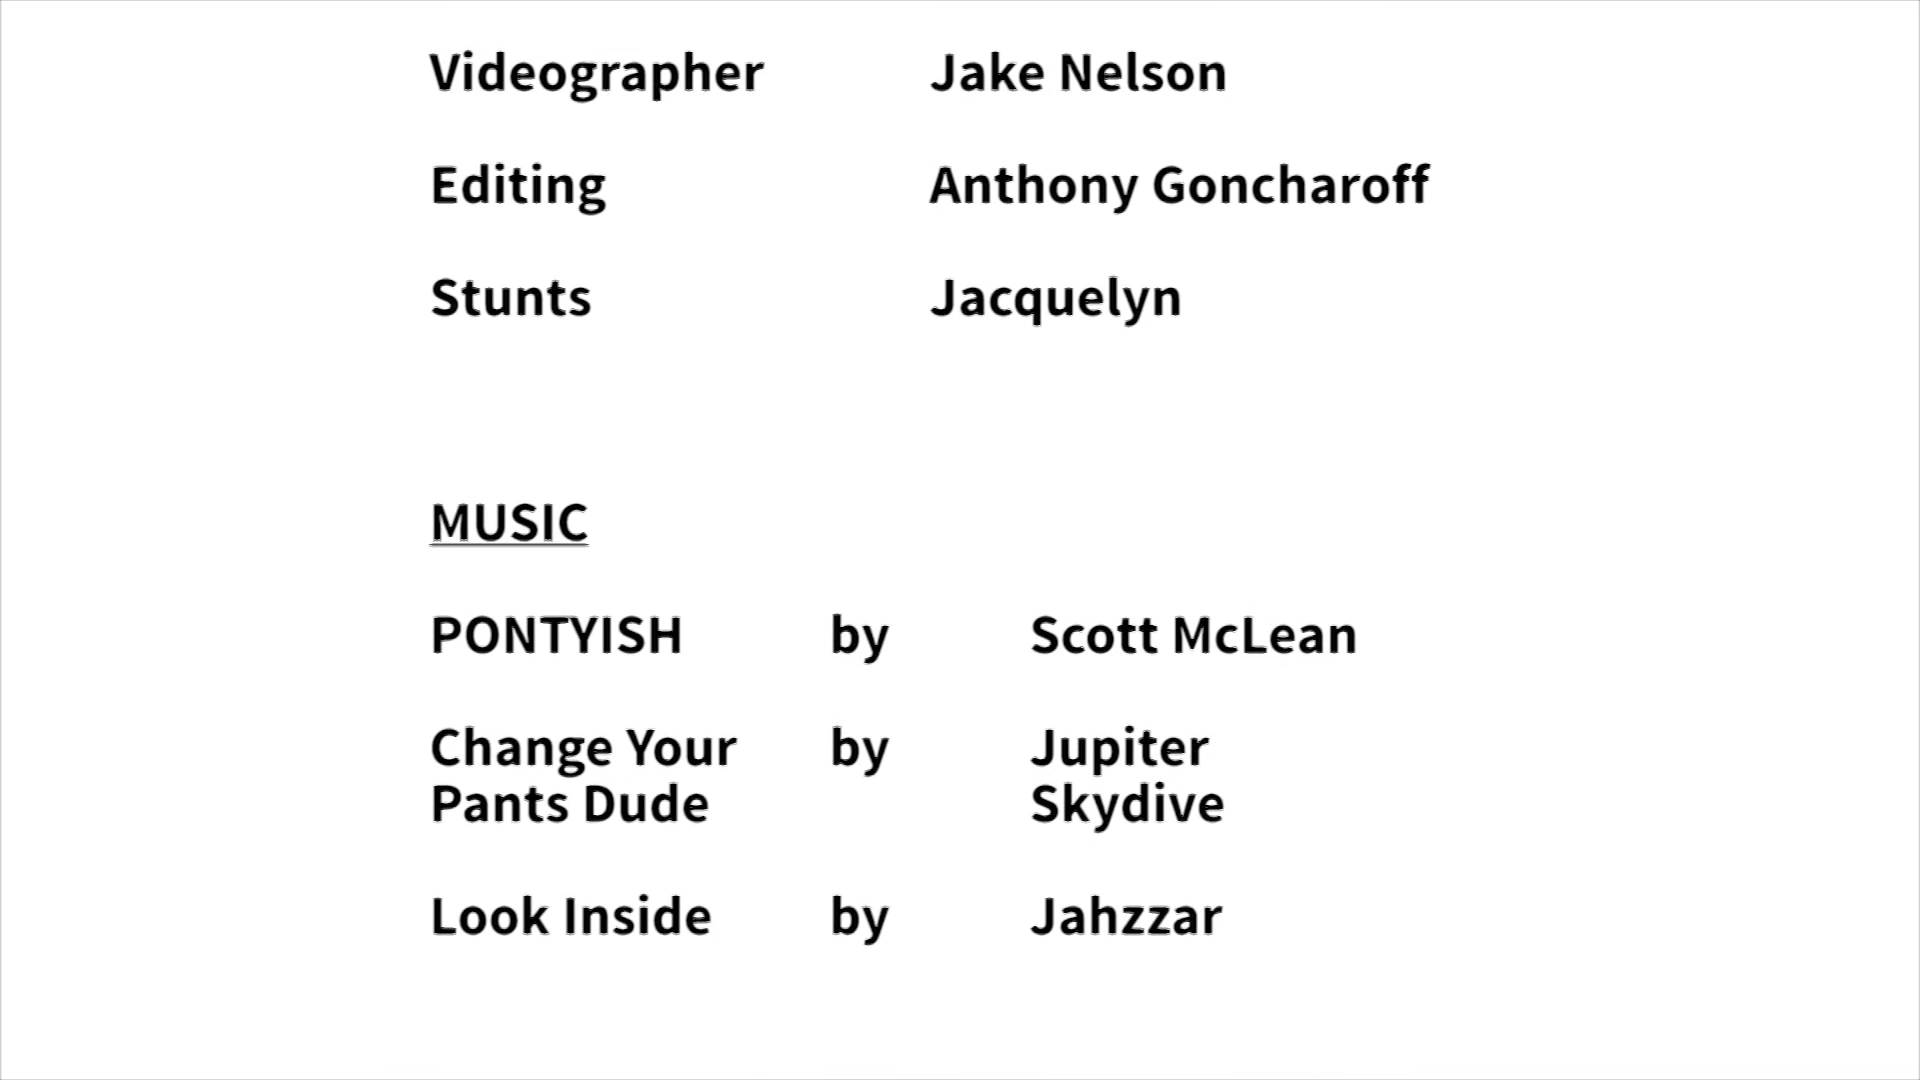 Videographer Jake Nelson
Editing Anthony Goncharoff
Stunts Jacquelyn
MUSIC
PONTYISH by Scott McLean
Change Your by Jupiter
Pants Dude Skydive
Look Inside by Jahzzar